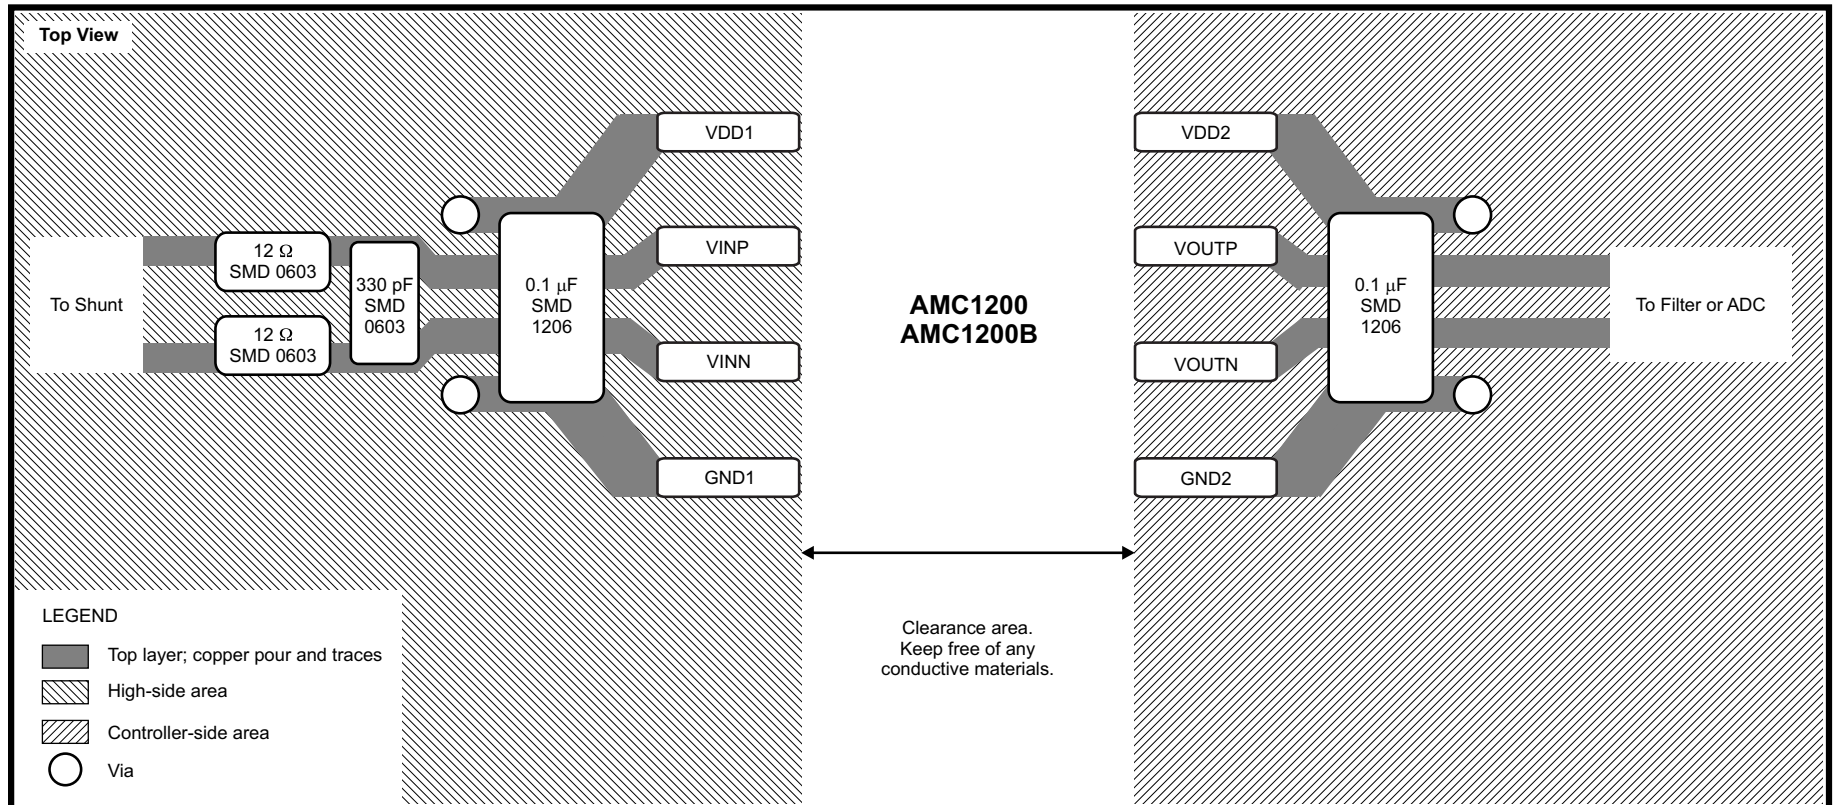 Top View
VDD1
VDD2
VINP
VOUTP
12 Ω
SMD 0603
330 pF
SMD
0603
0.1 μF
SMD
1206
0.1 μF
SMD
1206
To Shunt
AMC1200
AMC1200B
To Filter or ADC
12 Ω
SMD 0603
VINN
VOUTN
GND1
GND2
Clearance area.
Keep free of any
conductive materials.
LEGEND
Top layer; copper pour and traces
High-side area
Controller-side area
Via